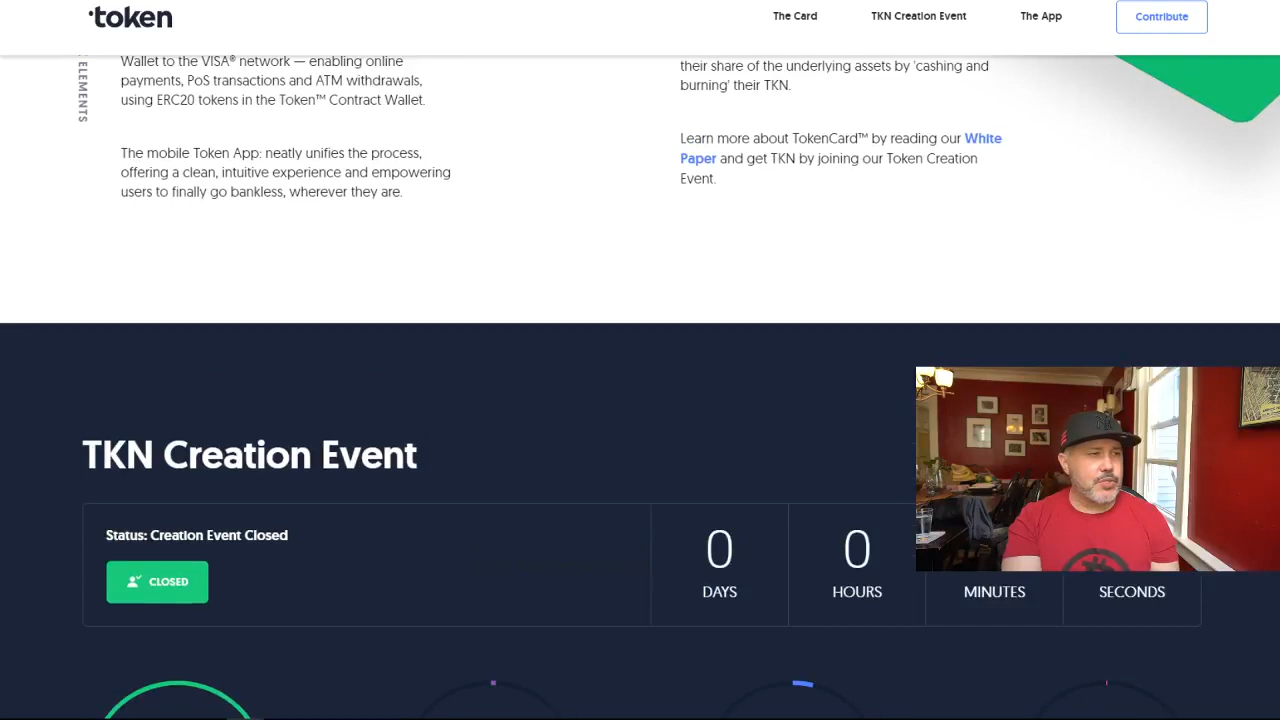 token
The Card
TKN Creation Event
The App
Contribute
ELEMENTS
Wallet to the VISA® network — enabling online
payments, PoS transactions and ATM withdrawals,
using ERC20 tokens in the Token™ Contract Wallet.
The mobile Token App: neatly unifies the process,
offering a clean, intuitive experience and empowering
users to finally go bankless, wherever they are.
their share of the underlying assets by 'cashing and
burning' their TKN.
Learn more about TokenCard™ by reading our White
Paper and get TKN by joining our Token Creation
Event.
TKN Creation Event
Status: Creation Event Closed
CLOSED
0
DAYS
0
HOURS
MINUTES
SECONDS